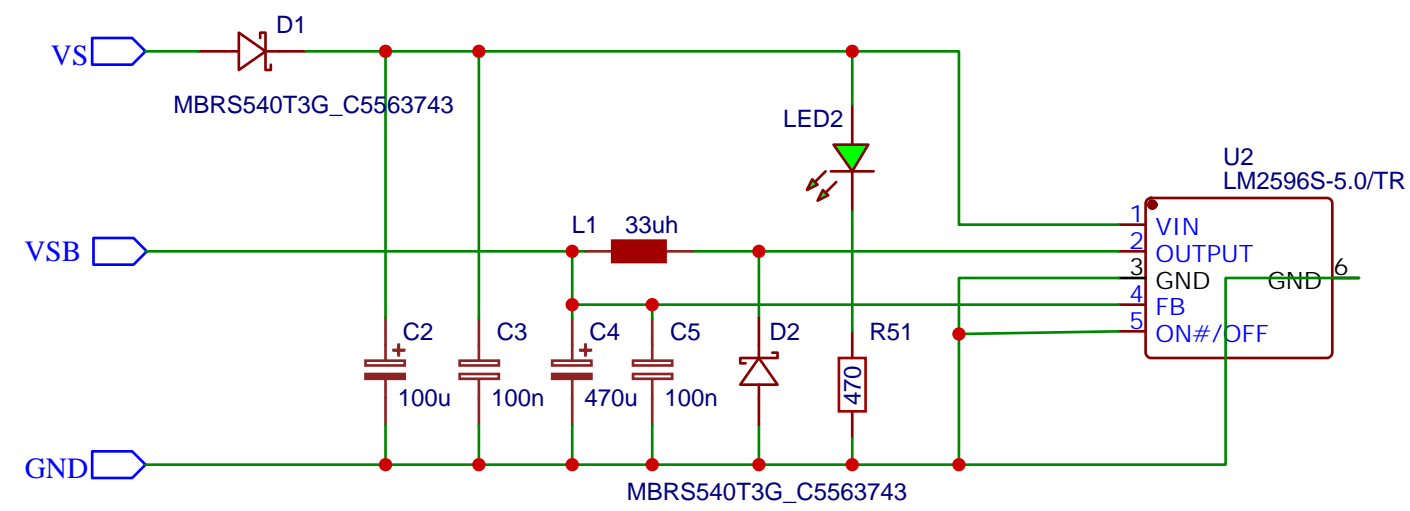 D1
VS
MBRS540T3G_C5563743
LED2
U2
LM2596S-5.0/TR
L1 33uh
VSB
1 VIN
2 OUTPUT
3 GND GND 6
4 FB
5 ON#/OFF
C2 C3 C4 C5 D2 R51
+ +
100u 100n 470u 100n 470
GND
MBRS540T3G_C5563743